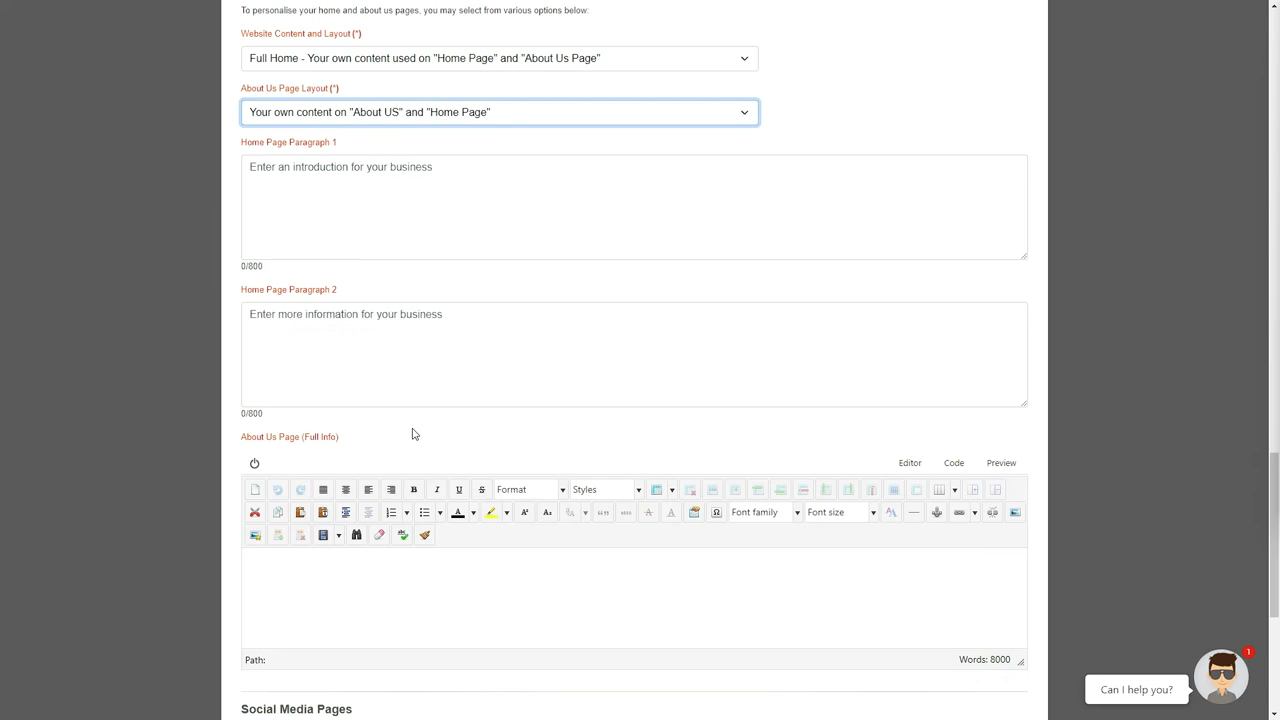 To personalise your home and about us pages, you may select from various options below:
Website Content and Layout (*)
Full Home - Your own content used on "Home Page" and "About Us Page"
About Us Page Layout (*)
Your own content on "About US" and "Home Page"
Home Page Paragraph 1
Enter an introduction for your business
0/800
Home Page Paragraph 2
Enter more information for your business
0/800
About Us Page (Full Info)
Editor Code Preview
Format Styles
Font family Font size
Path: Words: 8000
Social Media Pages
Can I help you?
1